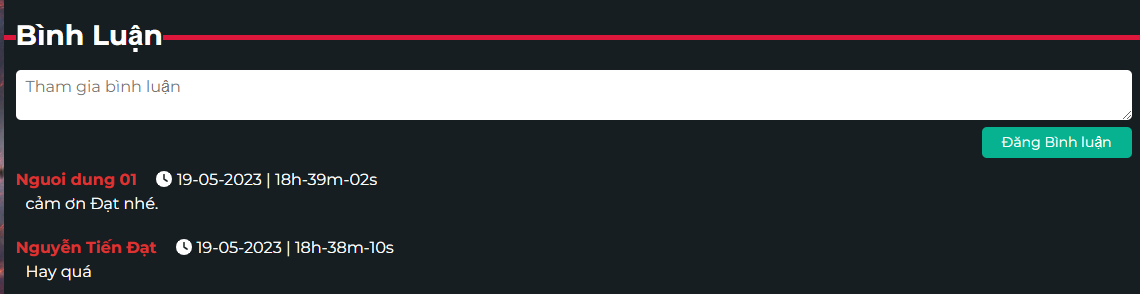 Bình Luận
Tham gia bình luận
Đăng Bình luận
Nguoi dung 01 19-05-2023 | 18h-39m-02s
cảm ơn Đạt nhé.
Nguyễn Tiến Đạt 19-05-2023 | 18h-38m-10s
Hay quá